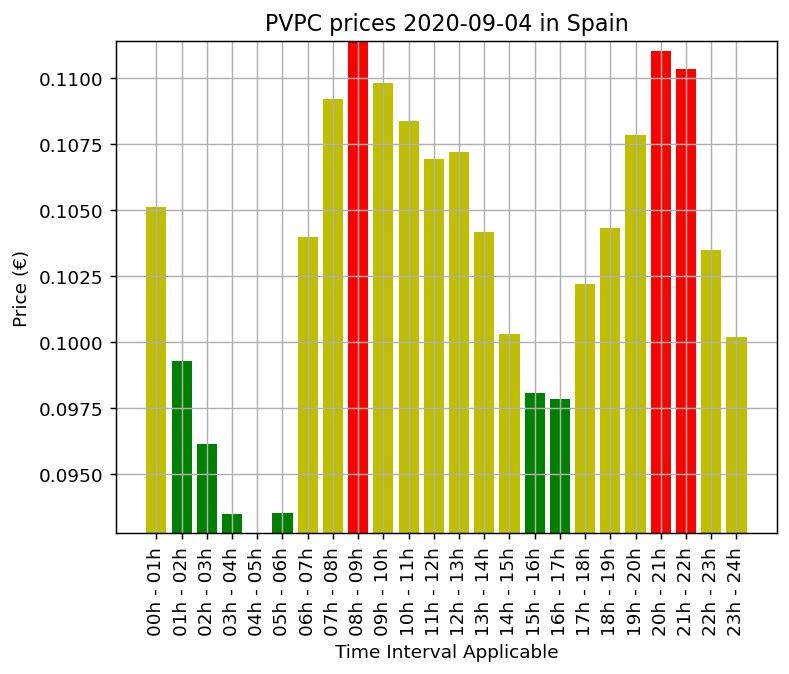 PVPC prices 2020-09-04 in Spain
Price (€)
0.1100
0.1075
0.1050
0.1025
0.1000
0.0975
0.0950
00h - 01h
01h - 02h
02h - 03h
03h - 04h
04h - 05h
05h - 06h
06h - 07h
07h - 08h
08h - 09h
09h - 10h
10h - 11h
11h - 12h
12h - 13h
13h - 14h
14h - 15h
15h - 16h
16h - 17h
17h - 18h
18h - 19h
19h - 20h
20h - 21h
21h - 22h
22h - 23h
23h - 24h
Time Interval Applicable